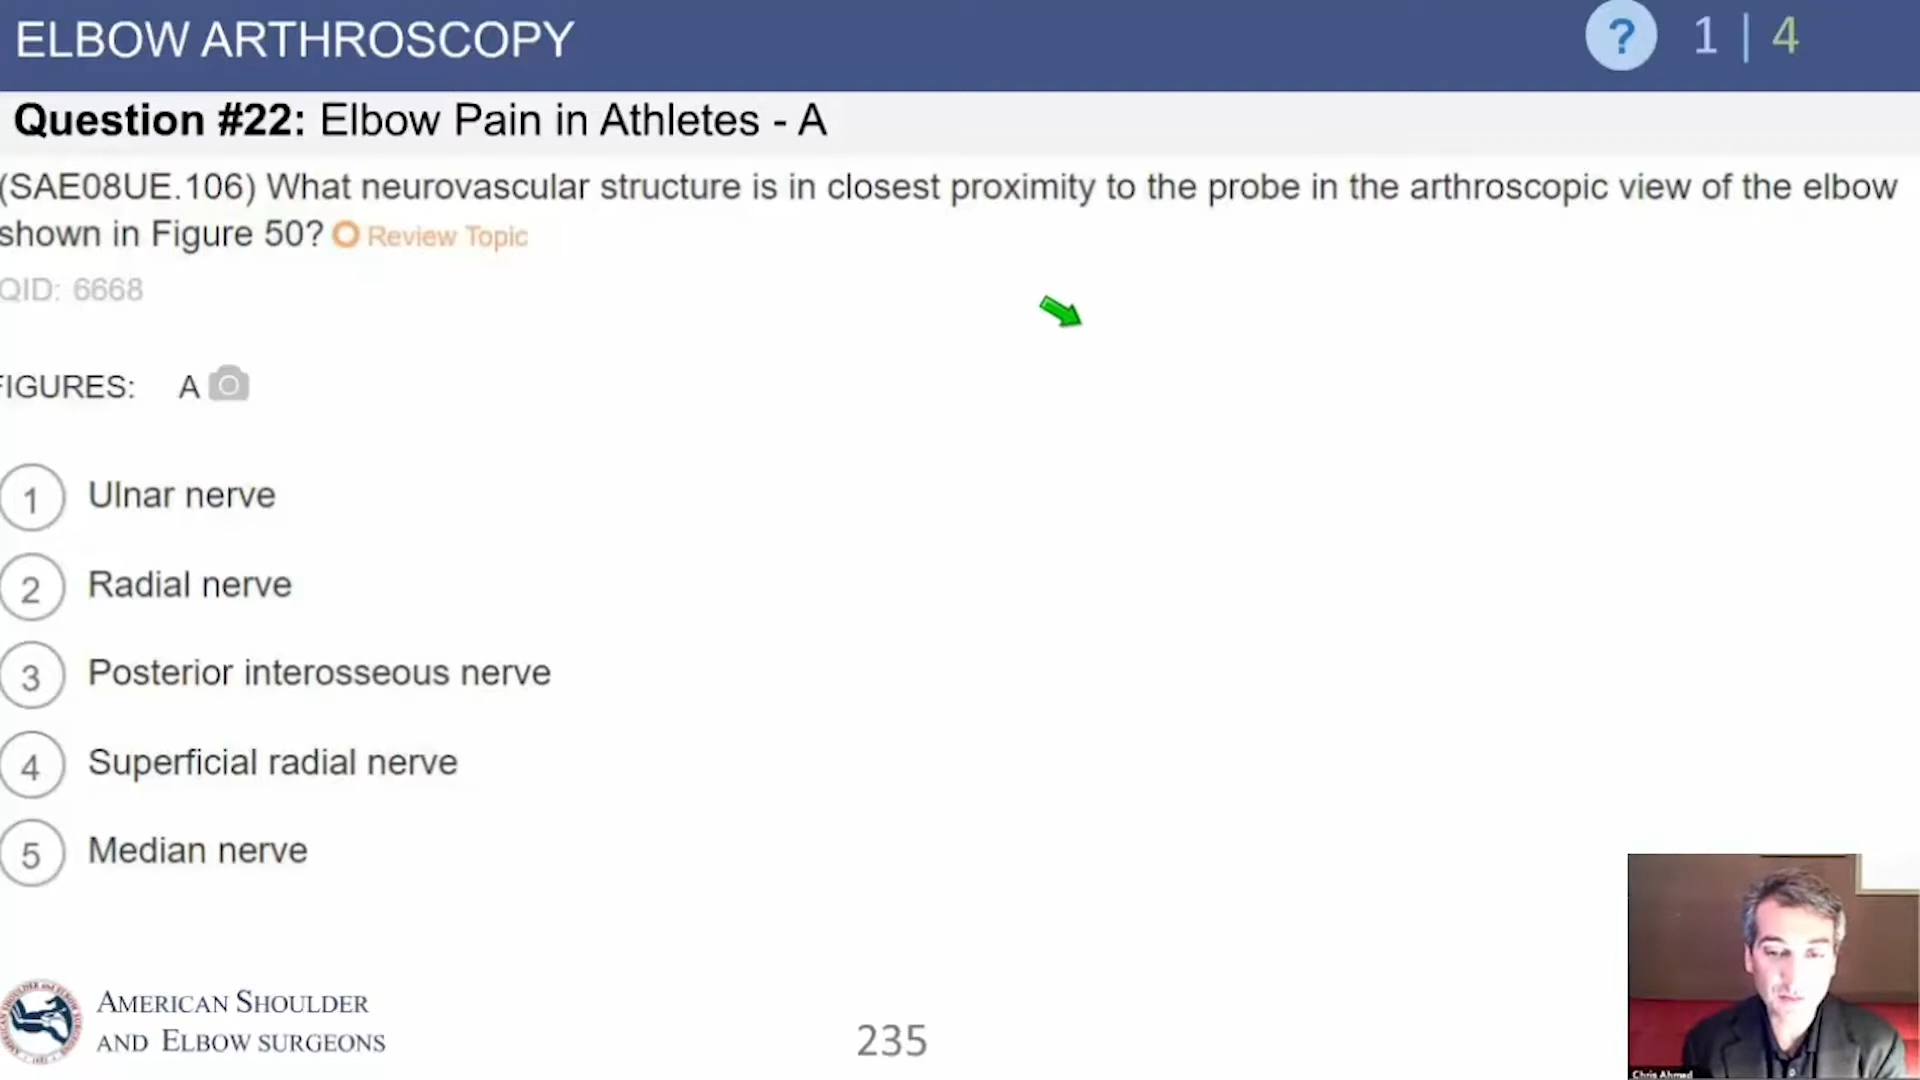 ELBOW ARTHROSCOPY
? 1 | 4
Question #22: Elbow Pain in Athletes - A
(SAE08UE.106) What neurovascular structure is in closest proximity to the probe in the arthroscopic view of the elbow
shown in Figure 50? Review Topic
QID: 6668
FIGURES: A
1 Ulnar nerve
2 Radial nerve
3 Posterior interosseous nerve
4 Superficial radial nerve
5 Median nerve
AMERICAN SHOULDER
AND ELBOW SURGEONS
235
Chris Ahmad